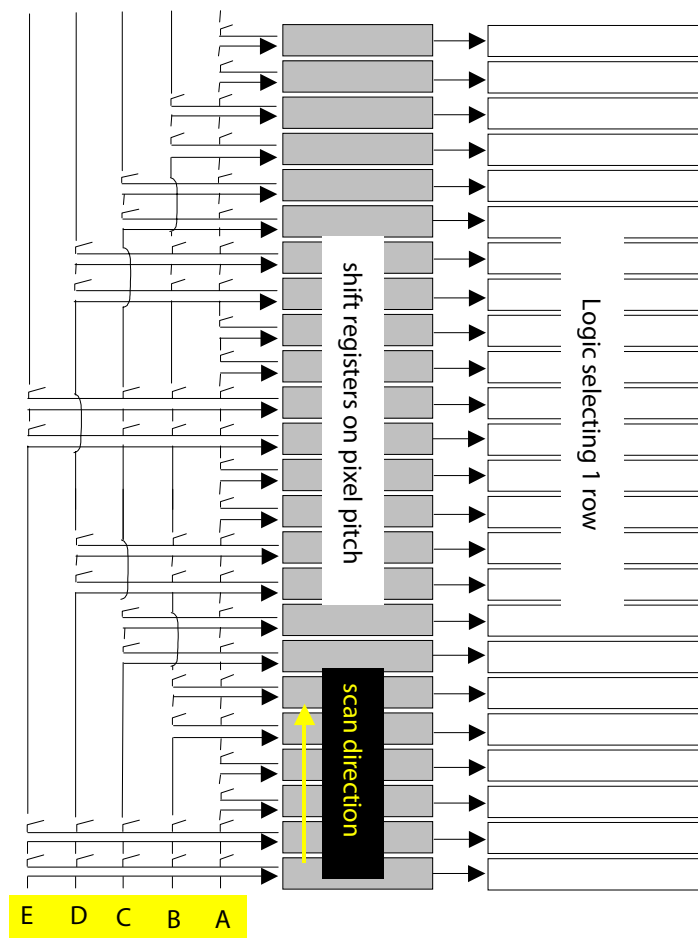 shift registers on pixel pitch
Logic selecting 1 row
scan direction
E D C B A